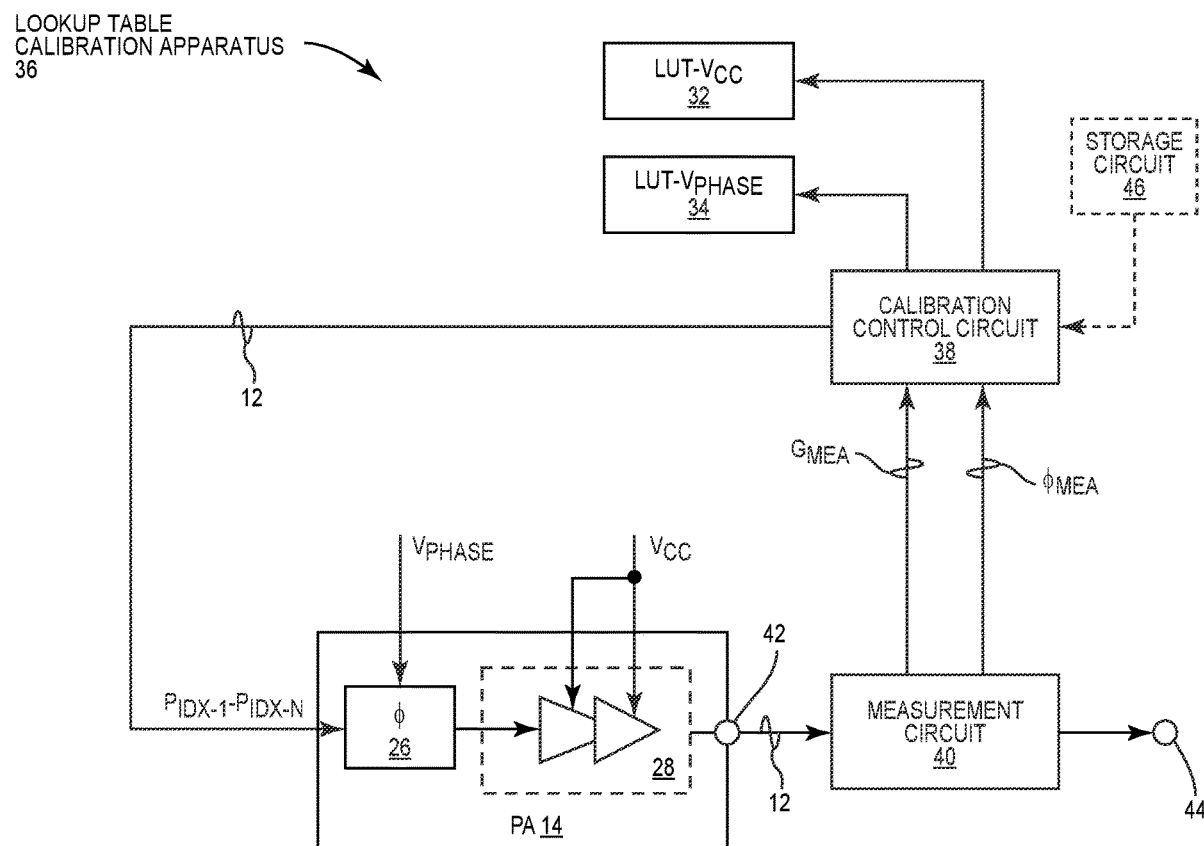 LOOKUP TABLE
CALIBRATION APPARATUS
36
LUT-VCC
32
LUT-VPHASE
34
STORAGE
CIRCUIT
46
CALIBRATION
CONTROL CIRCUIT
38
12
GMEA
ϕMEA
VPHASE
VCC
42
PIDX-1-PIDX-N
ϕ
26
28
MEASUREMENT
CIRCUIT
40
12
44
PA 14